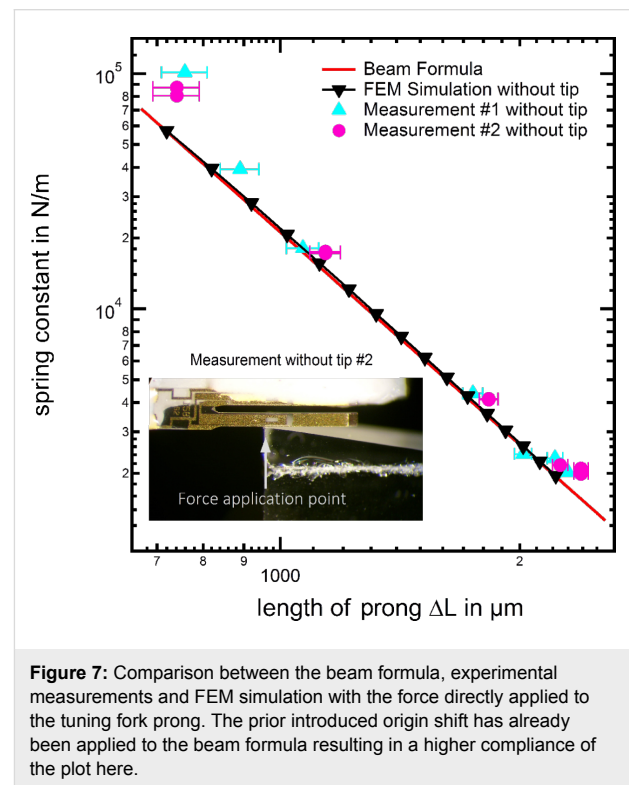 10⁵
8
7
6
5
4
3
2
10⁴
8
7
6
5
4
3
2
spring constant in N/m
Beam Formula
FEM Simulation without tip
Measurement #1 without tip
Measurement #2 without tip
Measurement without tip #2
Force application point
7 8 9 1000 2
length of prong ΔL in μm
Figure 7: Comparison between the beam formula, experimental
measurements and FEM simulation with the force directly applied to
the tuning fork prong. The prior introduced origin shift has already
been applied to the beam formula resulting in a higher compliance of
the plot here.